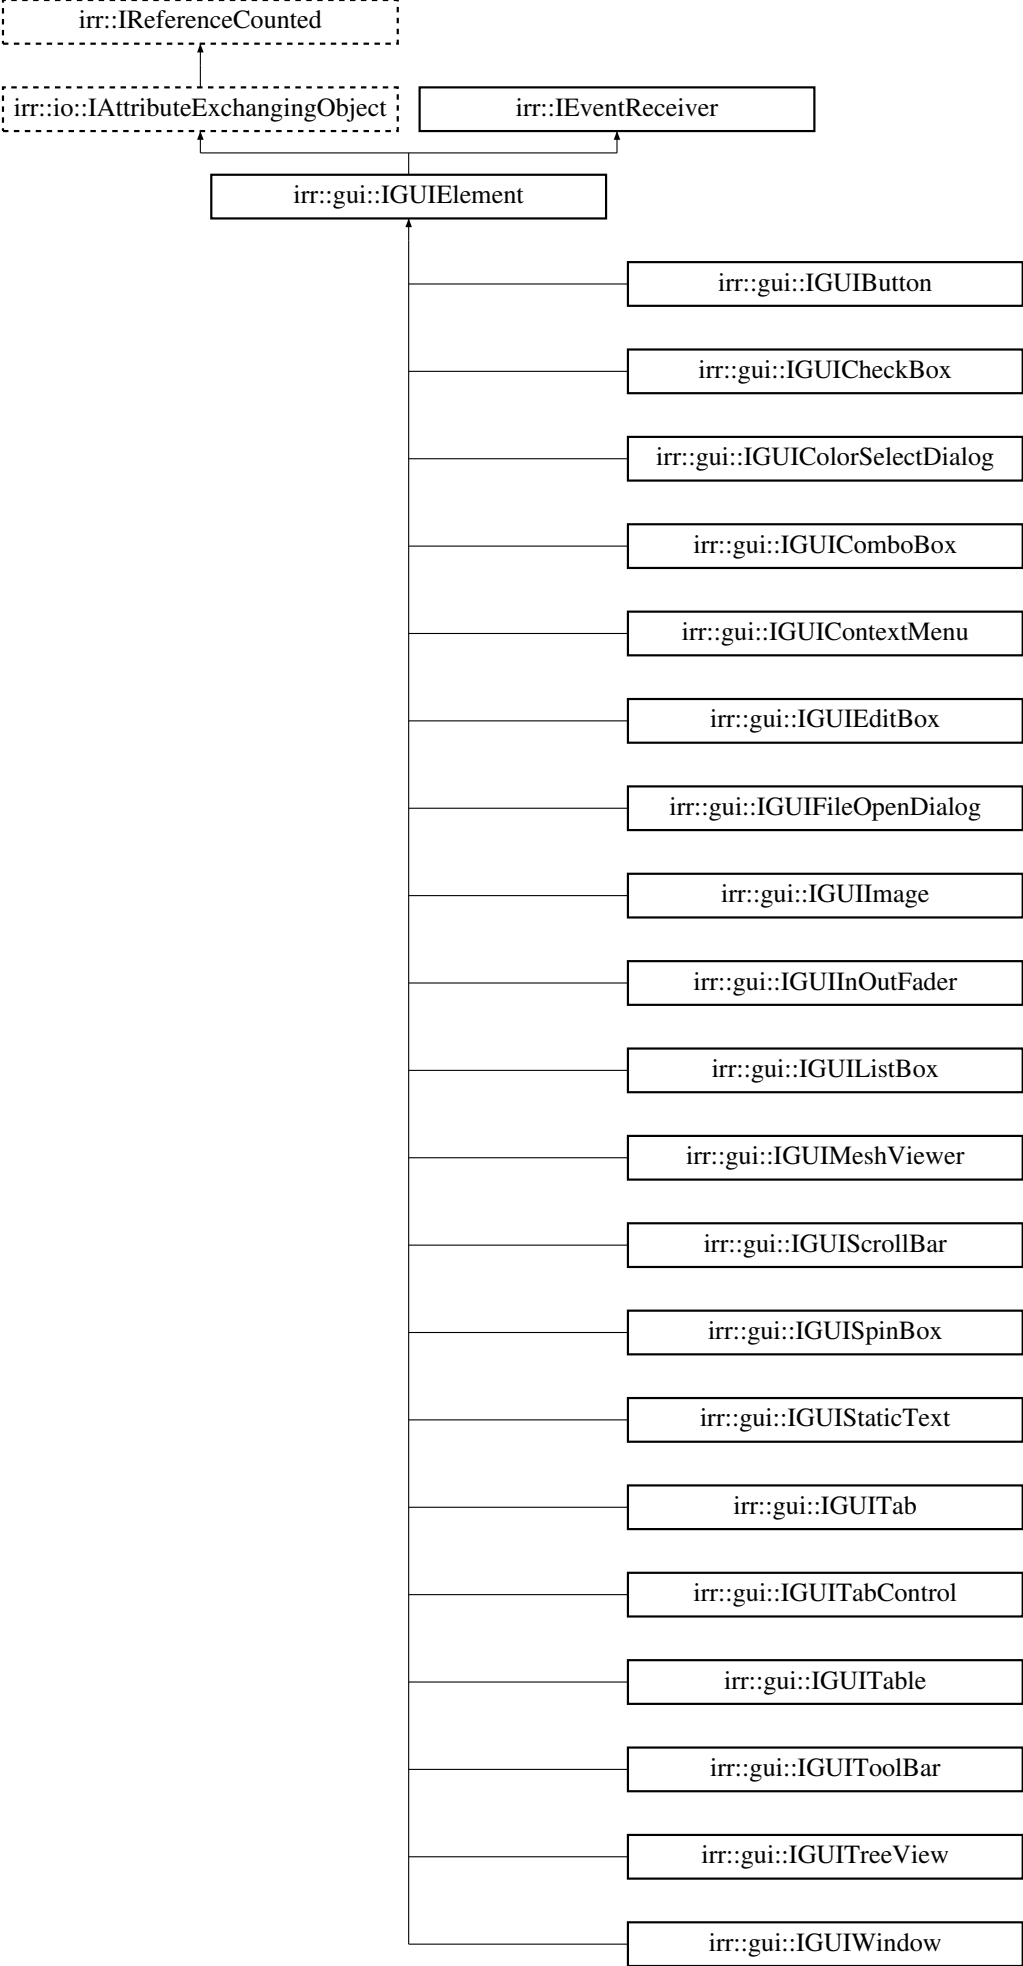 irr::IReferenceCounted
irr::io::IAttributeExchangingObject
irr::IEventReceiver
irr::gui::IGUIElement
irr::gui::IGUIButton
irr::gui::IGUICheckBox
irr::gui::IGUIColorSelectDialog
irr::gui::IGUIComboBox
irr::gui::IGUIContextMenu
irr::gui::IGUIEditBox
irr::gui::IGUIFileOpenDialog
irr::gui::IGUIImage
irr::gui::IGUIInOutFader
irr::gui::IGUIListBox
irr::gui::IGUIMeshViewer
irr::gui::IGUIScrollBar
irr::gui::IGUISpinBox
irr::gui::IGUIStaticText
irr::gui::IGUITab
irr::gui::IGUITabControl
irr::gui::IGUITable
irr::gui::IGUIToolBar
irr::gui::IGUITreeView
irr::gui::IGUIWindow